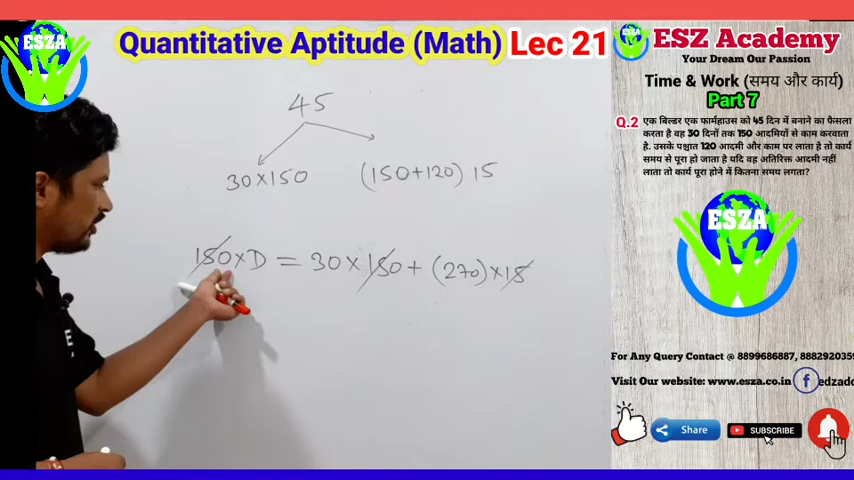 ESZA
Quantitative Aptitude (Math) Lec 21
45
30×150 (150+120) 15
150×D = 30×150+(270)×15
ESZA
ESZ Academy
Your Dream Our Passion
Time & Work (समय और कार्य)
Part 7
Q.2 एक बिल्डर एक फार्महाउस को 45 दिन में बनाने का फैसला
करता है वह 30 दिनों तक 150 आदमियों से काम करवाता
है. उसके पश्चात 120 आदमी और काम पर लाता है तो कार्य
समय से पूरा हो जाता है यदि वह अतिरिक्त आदमी नहीं
लाता तो कार्य पूरा होने में कितना समय लगता?
ESZA
For Any Query Contact @ 8899686887, 8882920359
Visit Our website: www.esza.co.in f edzado
Share SUBSCRIBE